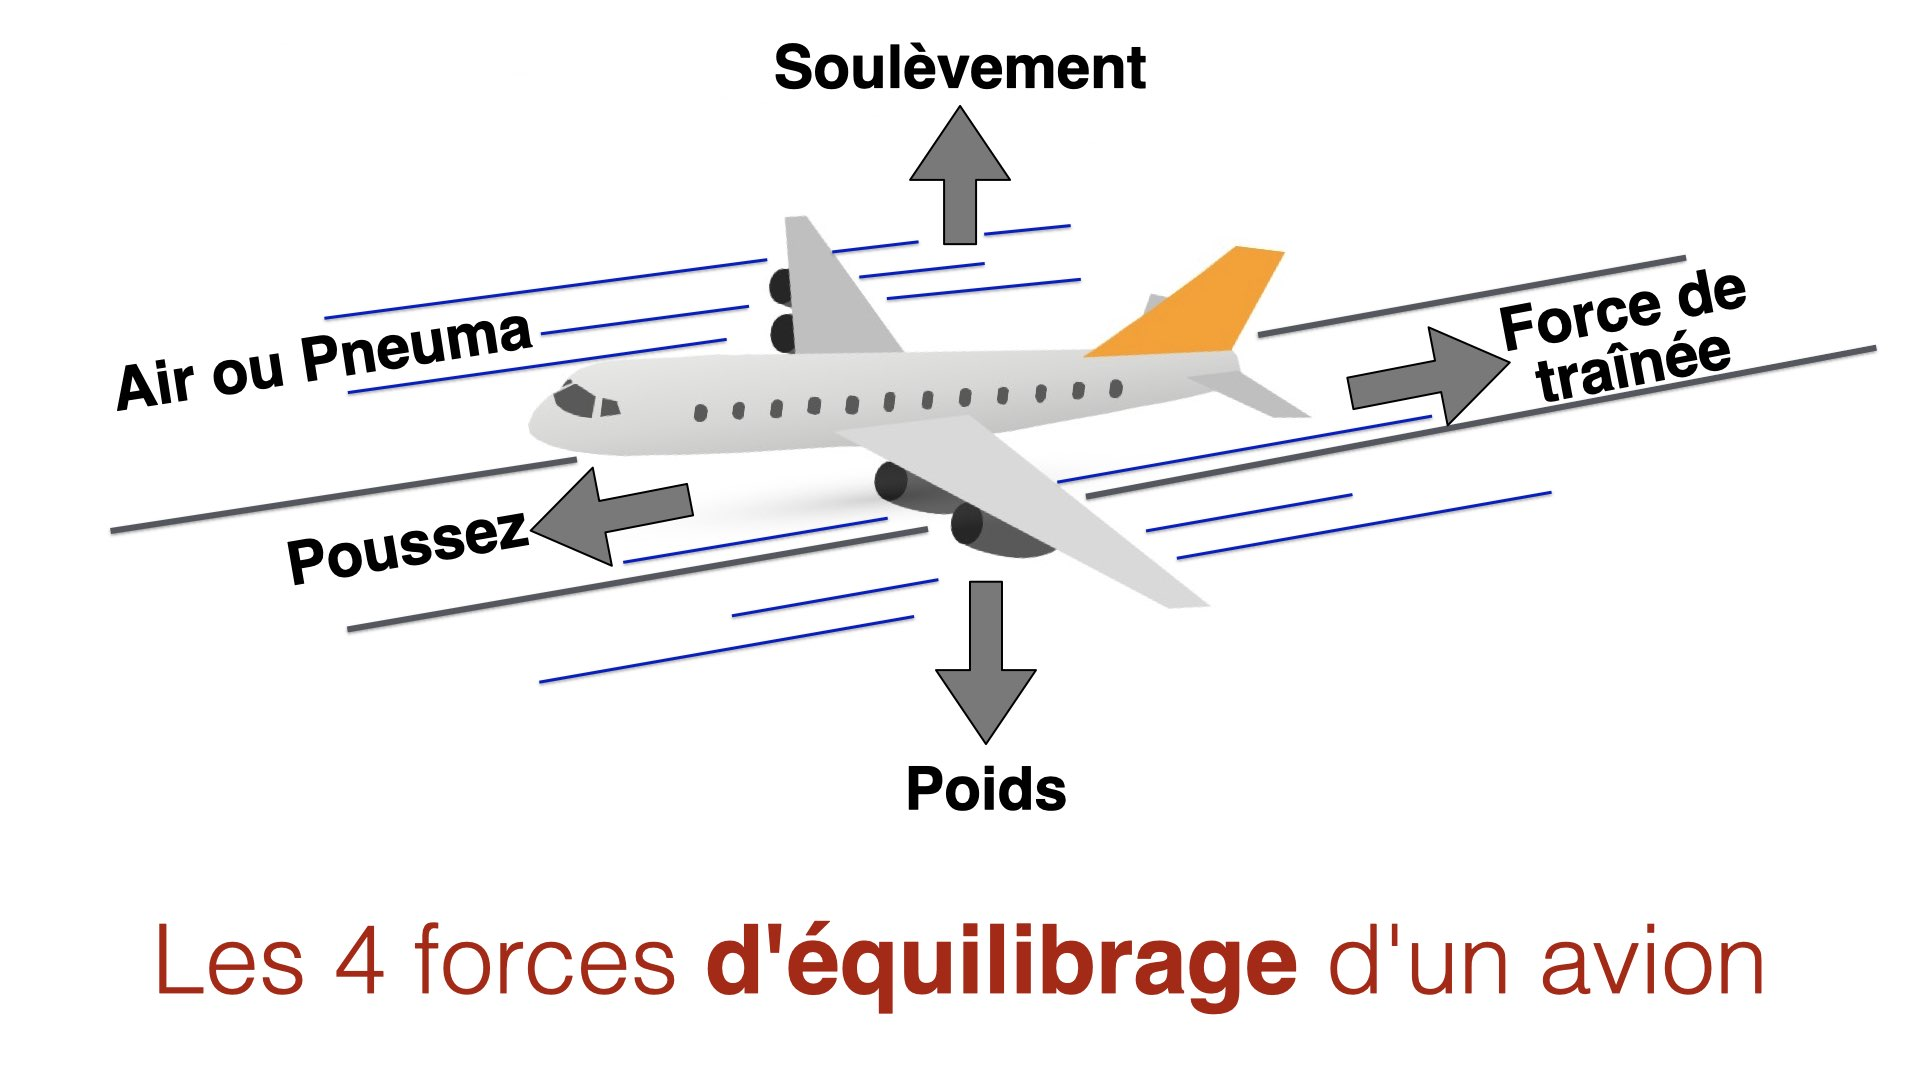 Soulèvement
Air ou Pneuma
Force de
traînée
Poussez
Poids
Les 4 forces d'équilibrage d'un avion